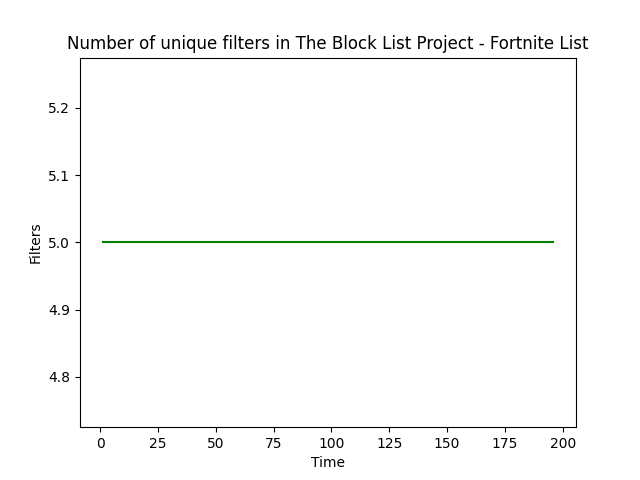 Number of unique filters in The Block List Project - Fortnite List
5.2
5.1
5.0
4.9
4.8
Filters
0 25 50 75 100 125 150 175 200
Time